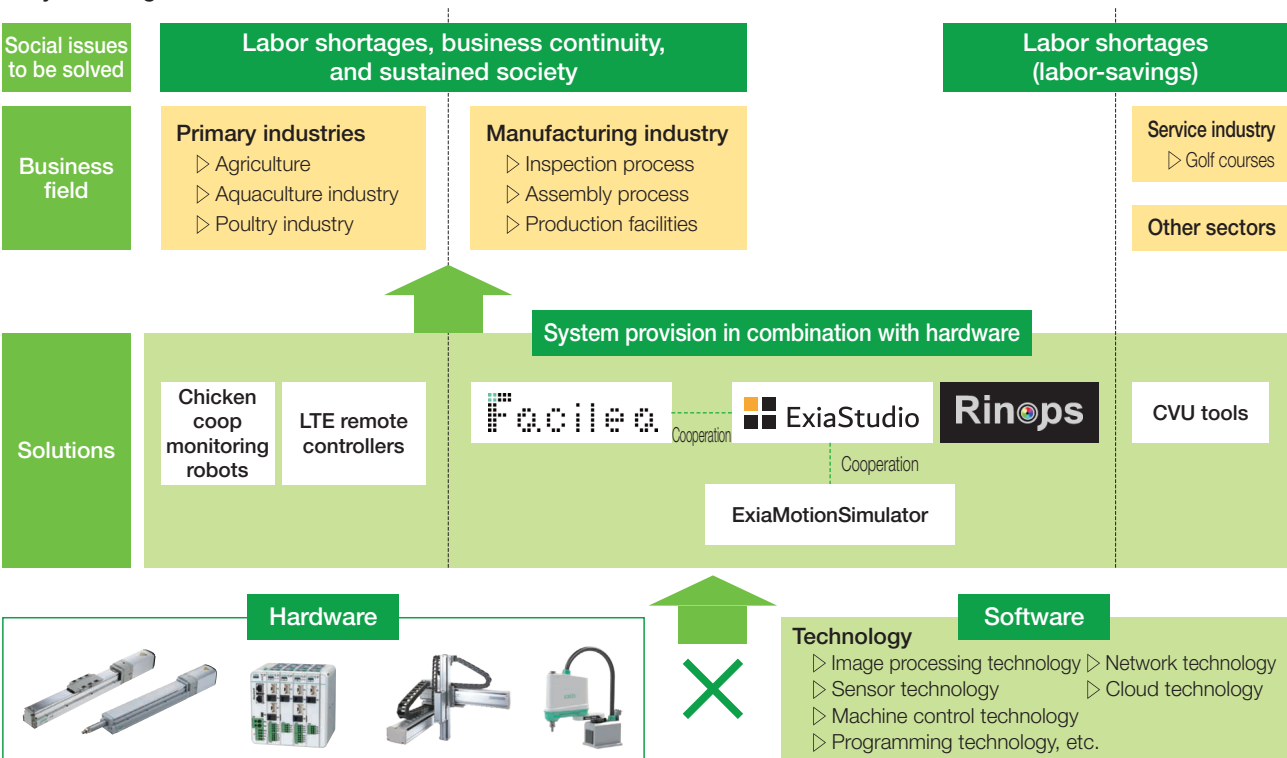 Social issues
to be solved
Labor shortages, business continuity,
and sustained society
Labor shortages
(labor-savings)
Business
field
Primary industries
▷ Agriculture
▷ Aquaculture industry
▷ Poultry industry
Manufacturing industry
▷ Inspection process
▷ Assembly process
▷ Production facilities
Service industry
▷ Golf courses
Other sectors
System provision in combination with hardware
Solutions
Chicken
coop
monitoring
robots
LTE remote
controllers
Facilea
Cooperation
ExiaStudio
Rinops
CVU tools
Cooperation
ExiaMotionSimulator
Hardware
Software
Technology
▷ Image processing technology ▷ Network technology
▷ Sensor technology ▷ Cloud technology
▷ Machine control technology
▷ Programming technology, etc.